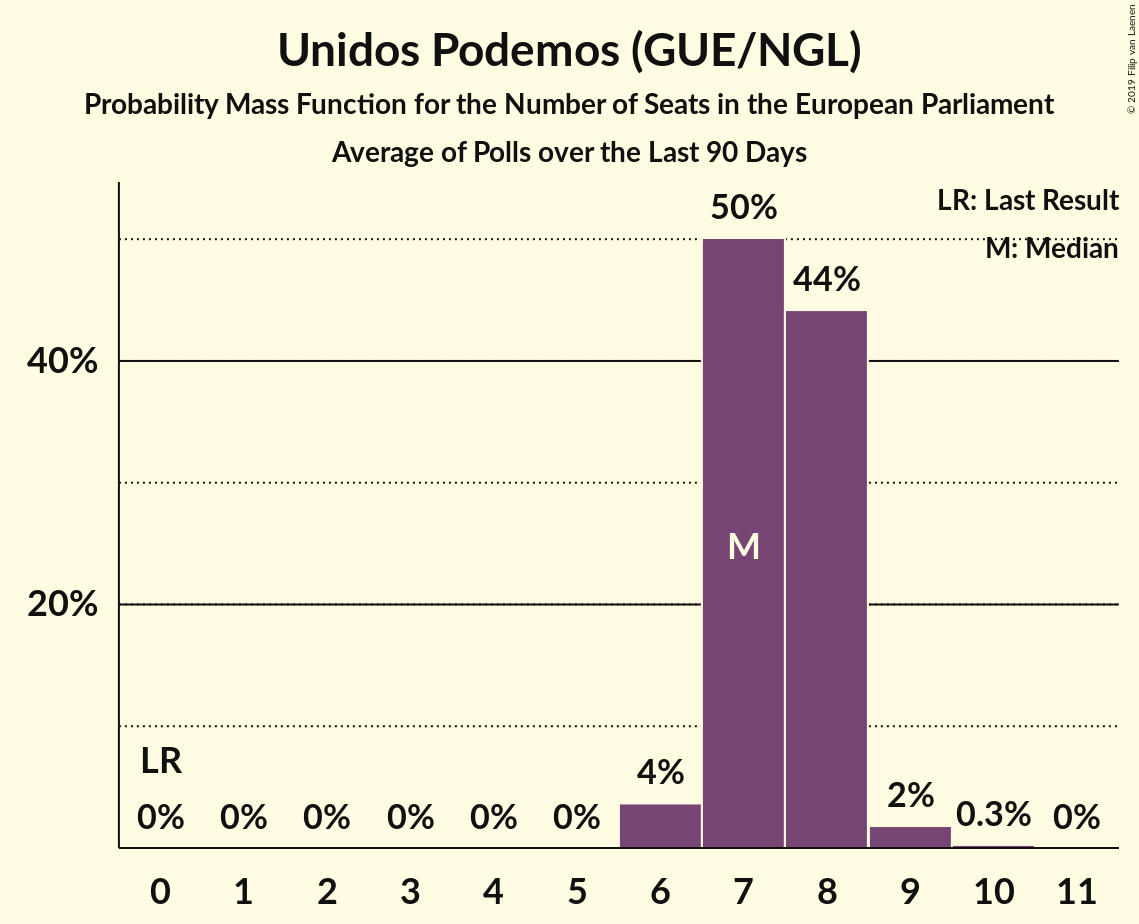 Unidos Podemos (GUE/NGL)
Probability Mass Function for the Number of Seats in the European Parliament
Average of Polls over the Last 90 Days
© 2019 Filip van Laenen
LR: Last Result
M: Median
50%
44%
40%
M
20%
LR
4%
2%
0.3%
0% 0% 0% 0% 0% 0% 0%
0 1 2 3 4 5 6 7 8 9 10 11